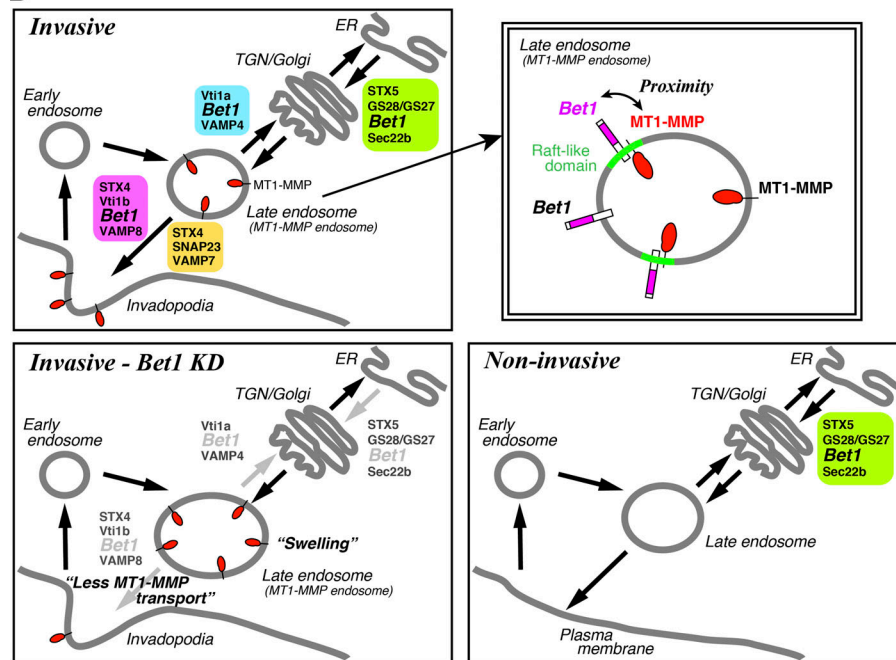 Invasive
ER
TGN/Golgi
Early
endosome
Vti1a
Bet1
VAMP4
STX5
GS28/GS27
Bet1
Sec22b
MT1-MMP
Late endosome
(MT1-MMP endosome)
STX4
Vti1b
Bet1
VAMP8
STX4
SNAP23
VAMP7
Invadopodia
Late endosome
(MT1-MMP endosome)
Proximity
Bet1
MT1-MMP
Raft-like
domain
MT1-MMP
Bet1
Invasive - Bet1 KD
ER
TGN/Golgi
Early
endosome
Vti1a
Bet1
VAMP4
STX5
GS28/GS27
Bet1
Sec22b
STX4
Vti1b
Bet1
VAMP8
"Swelling"
"Less MT1-MMP
transport"
Late endosome
(MT1-MMP endosome)
Invadopodia
Non-invasive
ER
TGN/Golgi
Early
endosome
STX5
GS28/GS27
Bet1
Sec22b
Late endosome
Plasma
membrane